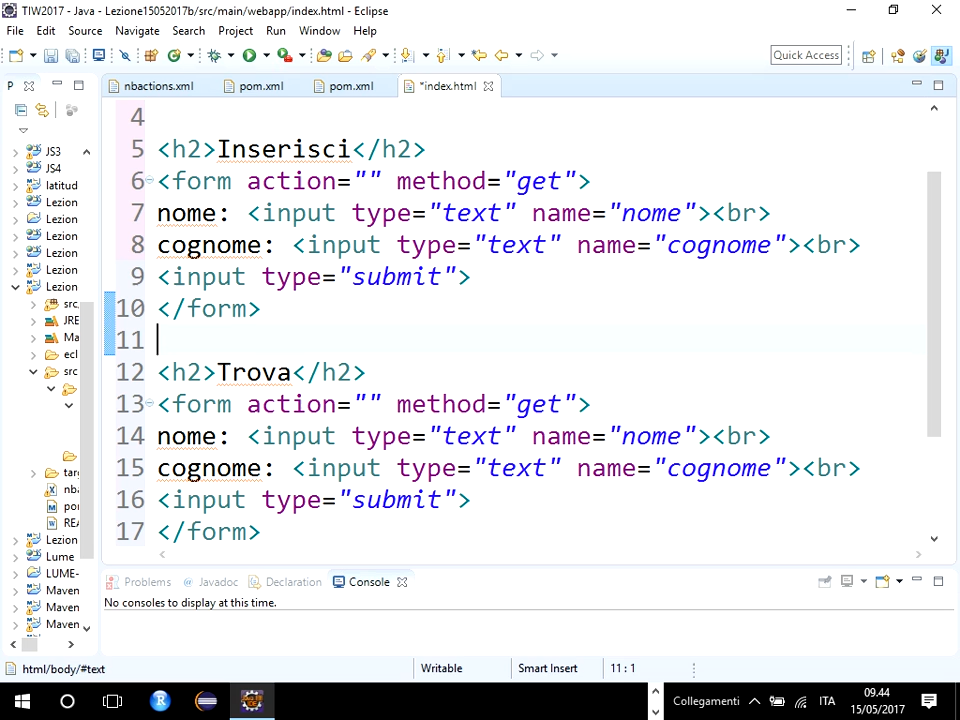 TIW2017 - Java - Lezione15052017b/src/main/webapp/index.html - Eclipse
File Edit Source Navigate Search Project Run Window Help
Quick Access
P
nbactions.xml
pom.xml
pom.xml
*index.html
JS3
JS4
latitud
Lezion
Lezion
Lezion
Lezion
Lezion
Lezion
src
JRE
Ma
ecl
src
targ
nba
por
REA
Lezion
Lume
LUME-
Maven
Maven
Maven
4
5 <h2>Inserisci</h2>
6 <form action="" method="get">
7 nome: <input type="text" name="nome"><br>
8 cognome: <input type="text" name="cognome"><br>
9 <input type="submit">
10 </form>
11
12 <h2>Trova</h2>
13 <form action="" method="get">
14 nome: <input type="text" name="nome"><br>
15 cognome: <input type="text" name="cognome"><br>
16 <input type="submit">
17 </form>
Problems @ Javadoc Declaration Console
No consoles to display at this time.
html/body/#text
Writable
Smart Insert
11 : 1
R
Collegamenti
ITA
09.44
15/05/2017